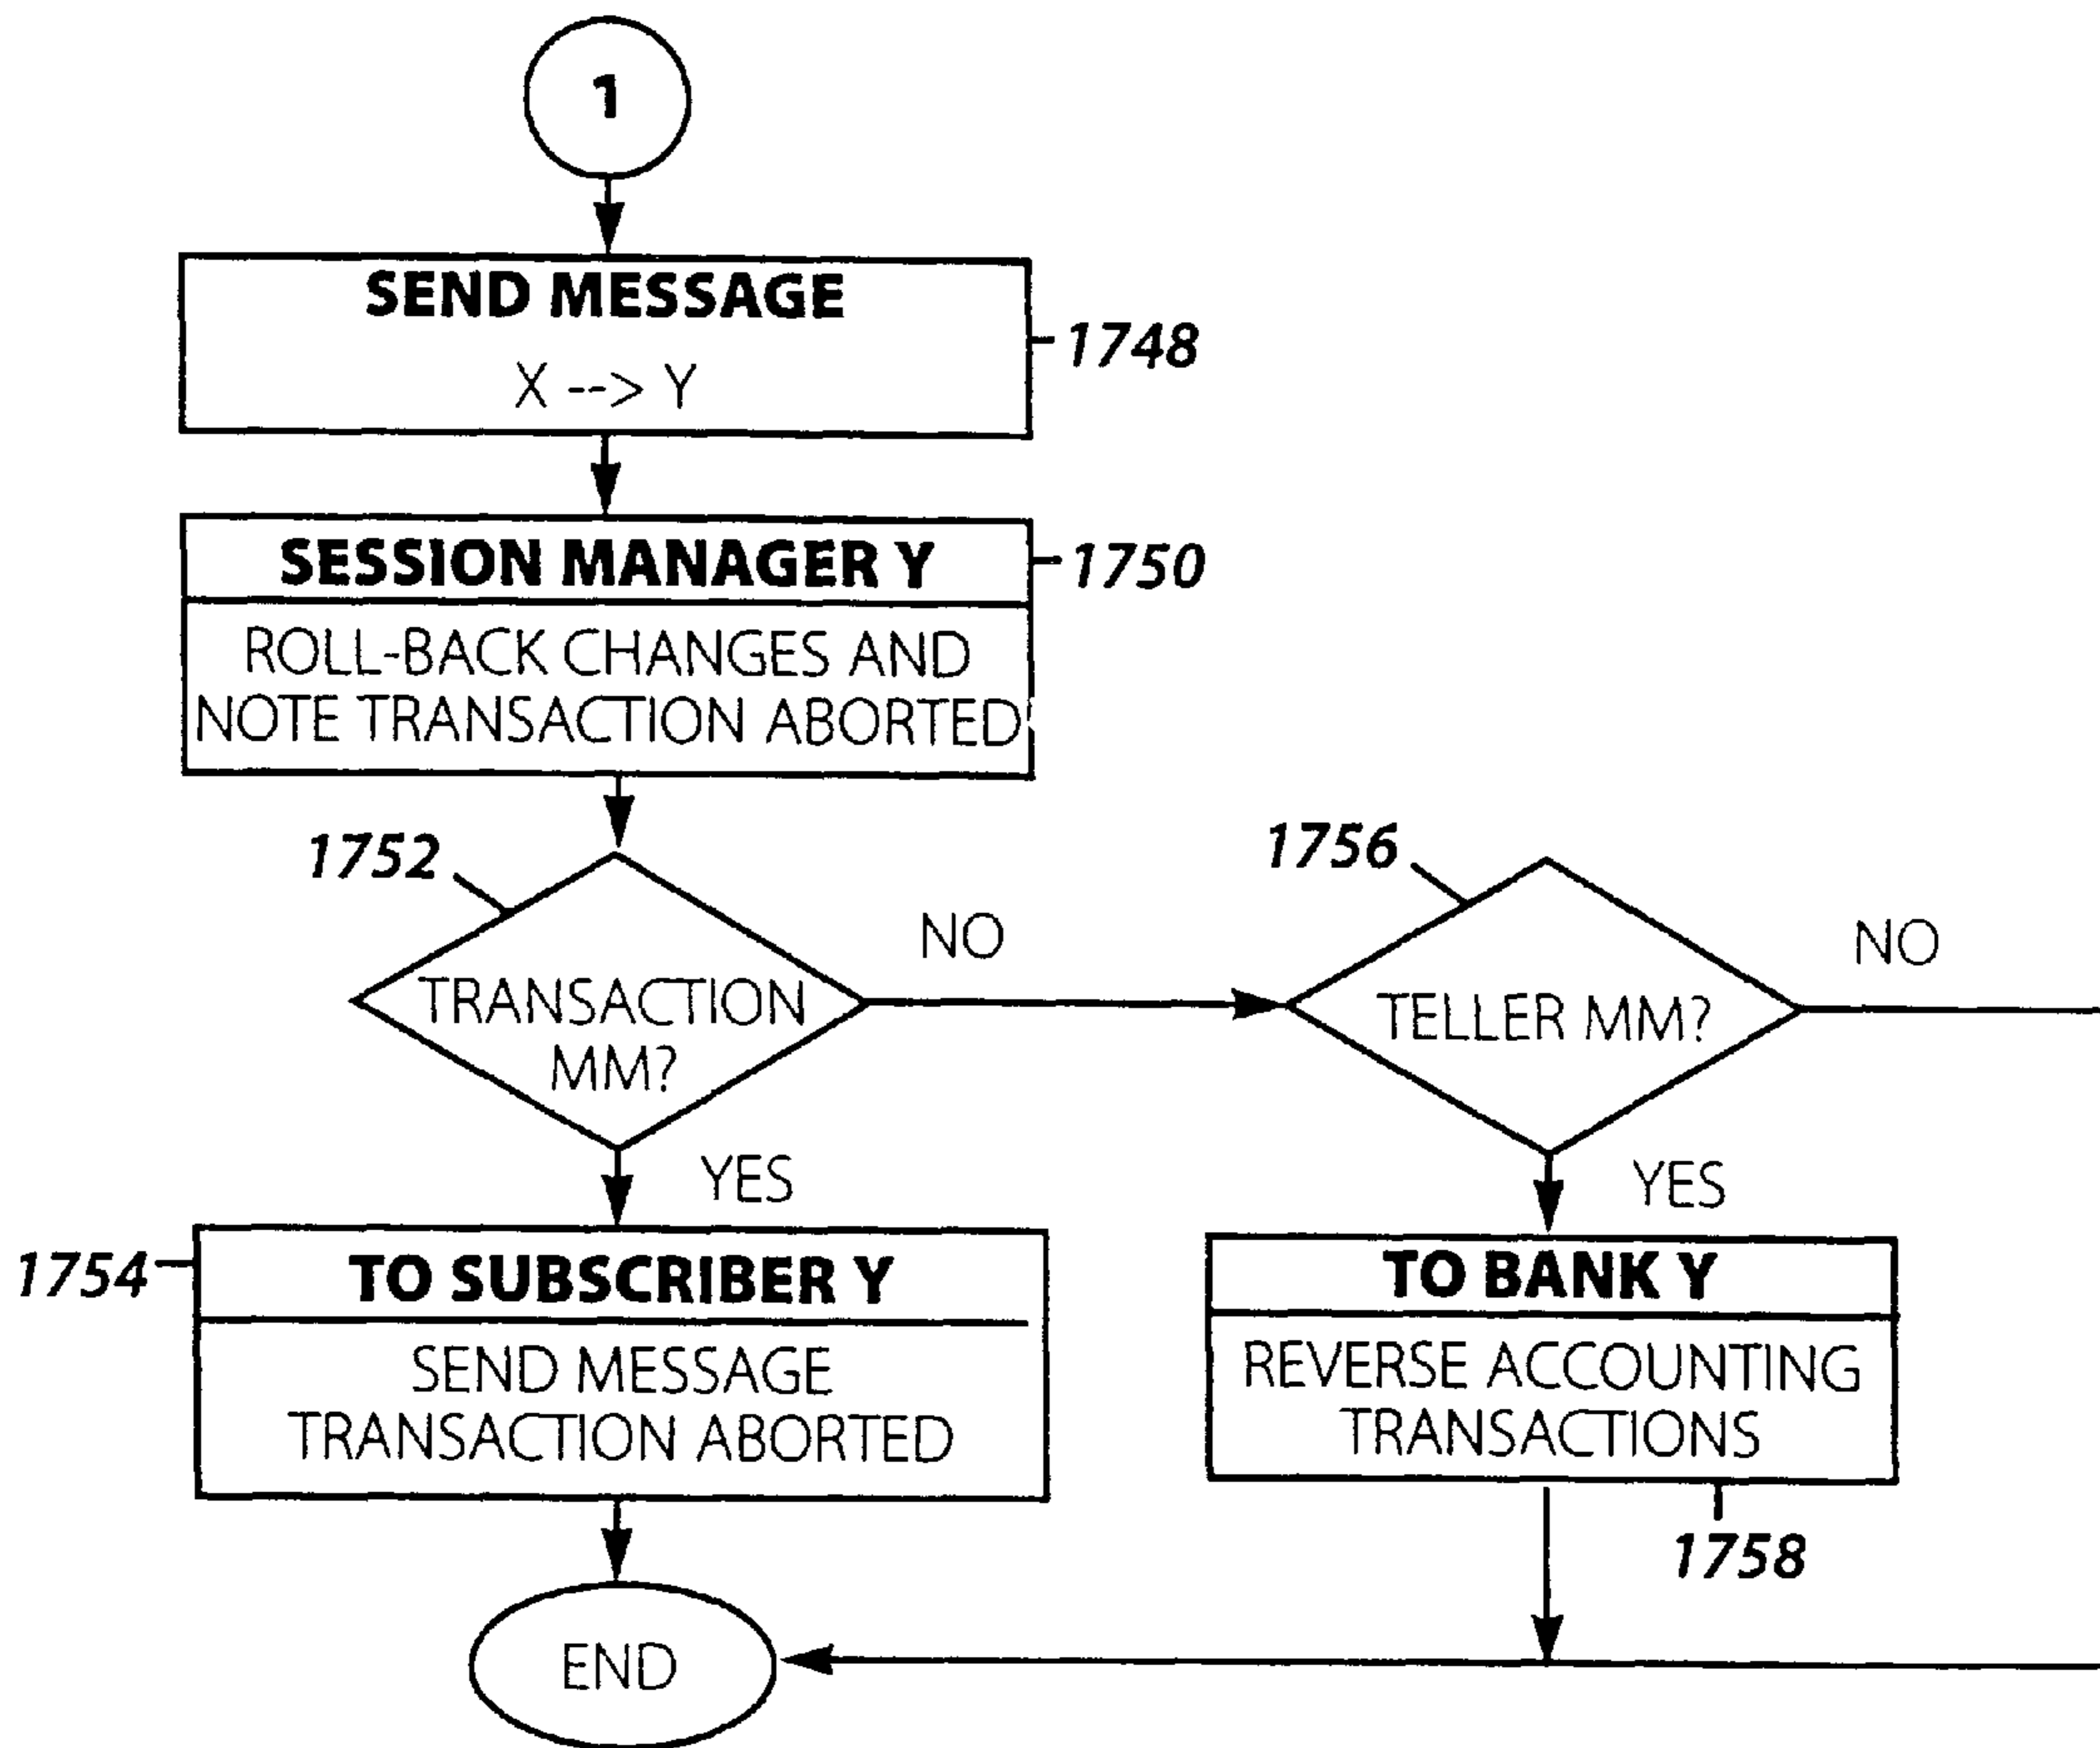 1
SEND MESSAGE
1748
X --> Y
SESSION MANAGER Y
1750
ROLL-BACK CHANGES AND
NOTE TRANSACTION ABORTED
1752
1756
NO
NO
TRANSACTION
MM?
TELLER MM?
YES
YES
1754
TO SUBSCRIBER Y
TO BANK Y
SEND MESSAGE
TRANSACTION ABORTED
REVERSE ACCOUNTING
TRANSACTIONS
1758
END